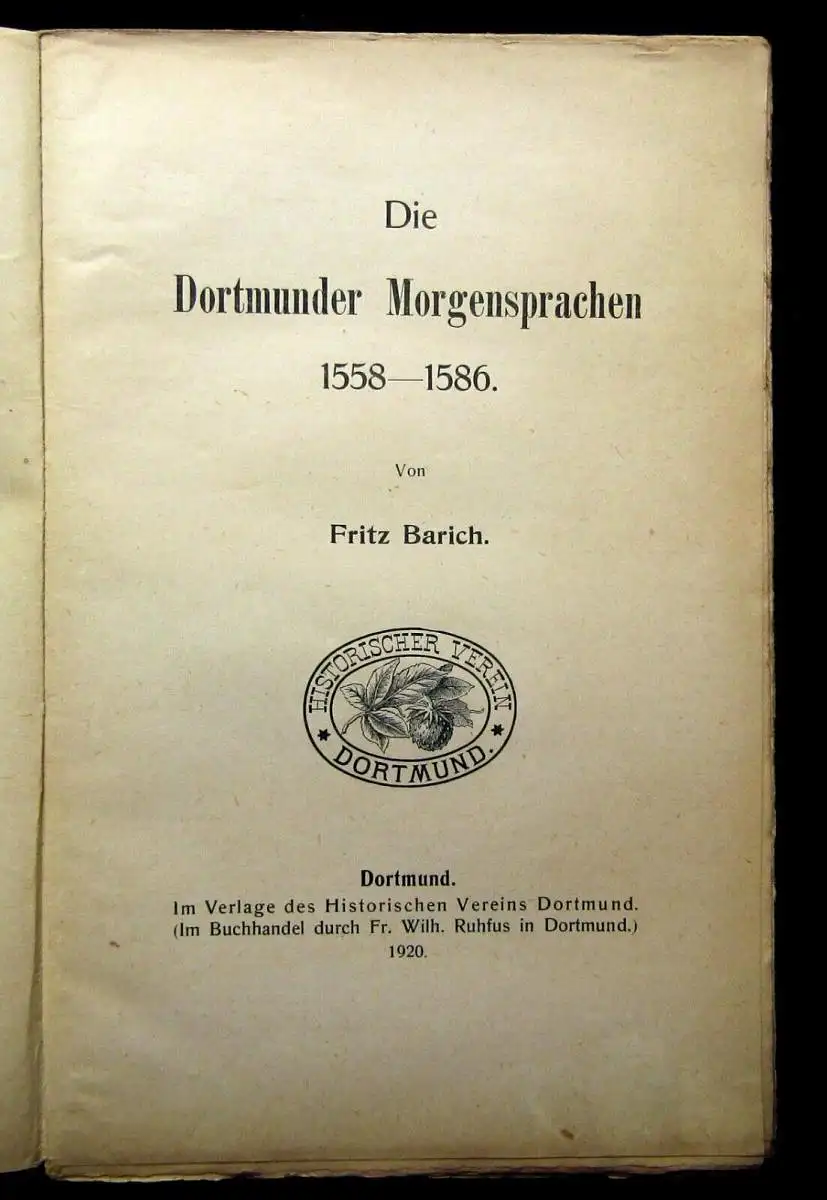 Die
Dortmunder Morgensprachen
1558—1586.
Von
Fritz Barich.
HISTORISCHER VEREIN
* DORTMUND. *
Dortmund.
Im Verlage des Historischen Vereins Dortmund.
(Im Buchhandel durch Fr. Wilh. Ruhfus in Dortmund.)
1920.